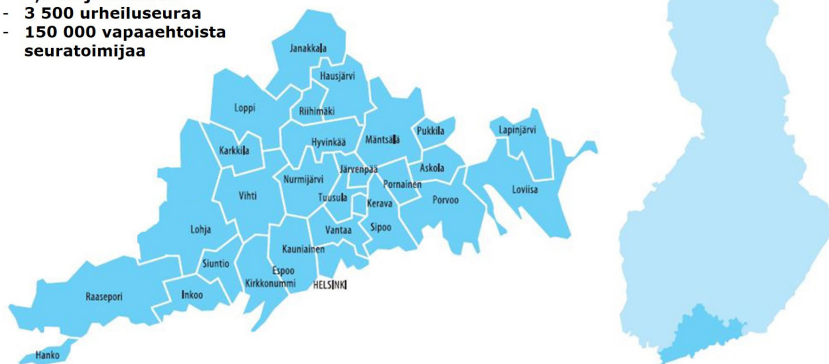 - 3 500 urheiluseuraa
- 150 000 vapaaehtoista
seuratoimijaa
Janakkala
Hausjärvi
Loppi
Riihimäki
Karkkila
Hyvinkää
Mäntsälä
Pukkila
Lapinjärvi
Nurmijärvi
Järvenpää
Pornainen
Askola
Loviisa
Vihti
Tuusula
Kerava
Porvoo
Lohja
Vantaa
Sipoo
Siuntio
Kauniainen
Espoo
Kirkkonummi
HELSINKI
Raasepori
Inkoo
Hanko